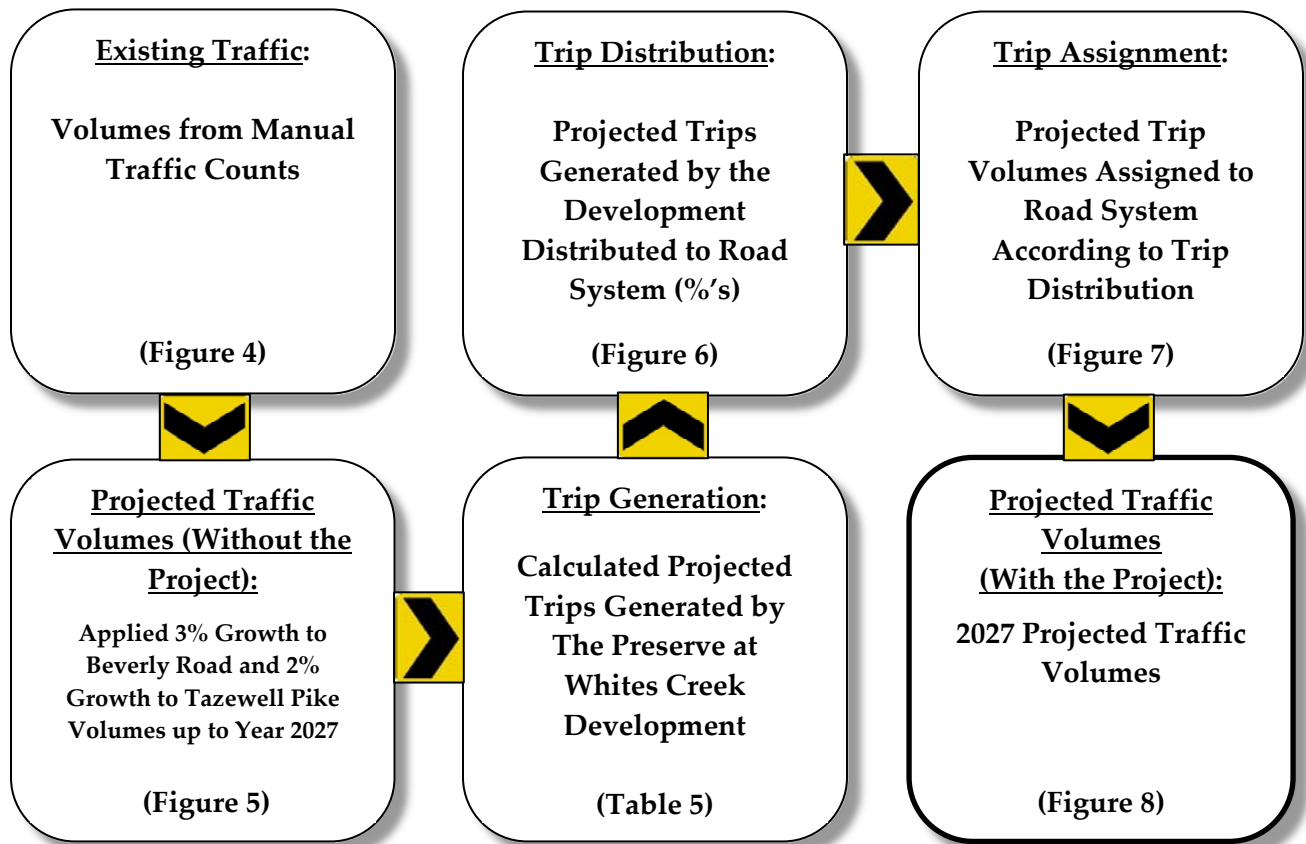 Existing Traffic:
Volumes from Manual
Traffic Counts
(Figure 4)
Projected Traffic
Volumes (Without the
Project):
Applied 3% Growth to
Beverly Road and 2%
Growth to Tazewell Pike
Volumes up to Year 2027
(Figure 5)
Trip Generation:
Calculated Projected
Trips Generated by
The Preserve at
Whites Creek
Development
(Table 5)
Trip Distribution:
Projected Trips
Generated by the
Development
Distributed to Road
System (%’s)
(Figure 6)
Trip Assignment:
Projected Trip
Volumes Assigned to
Road System
According to Trip
Distribution
(Figure 7)
Projected Traffic
Volumes
(With the Project):
2027 Projected Traffic
Volumes
(Figure 8)